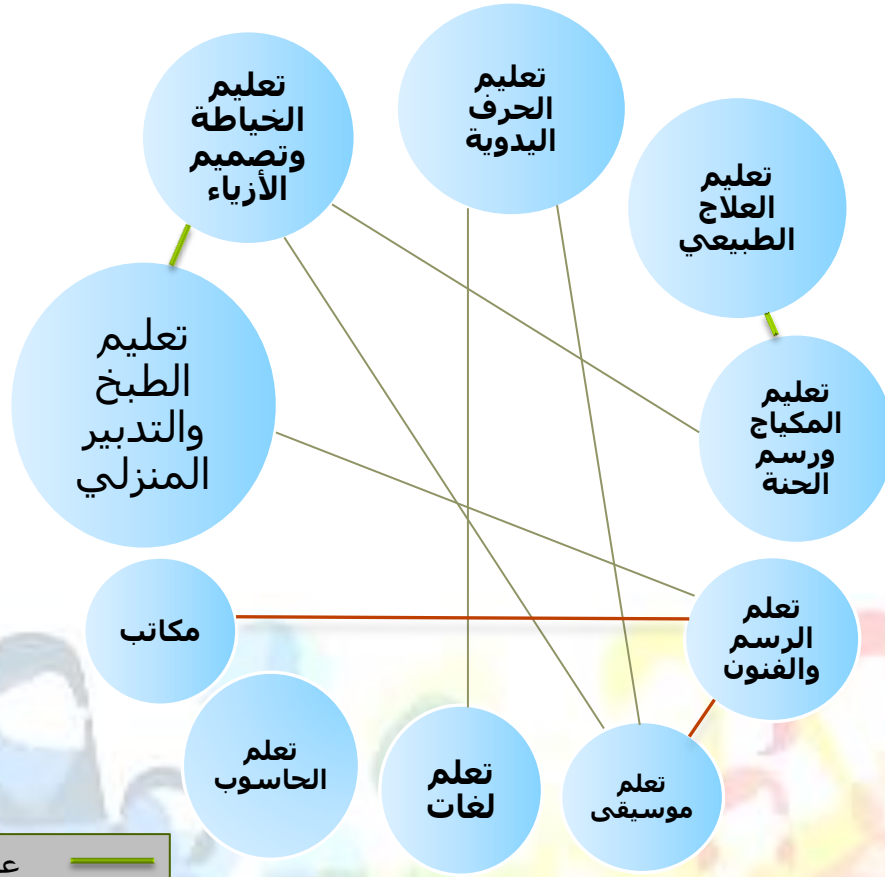 تعليم
الحرف
اليدوية
تعليم
الخياطة
وتصميم
الأزياء
تعليم
العلاج
الطبيعي
تعليم
الطبخ
والتدبير
المنزلي
تعليم
المكياج
ورسم
الحنة
مكاتب
تعلم
الرسم
والفنون
تعلم
الحاسوب
تعلم
لغات
تعلم
موسيقى